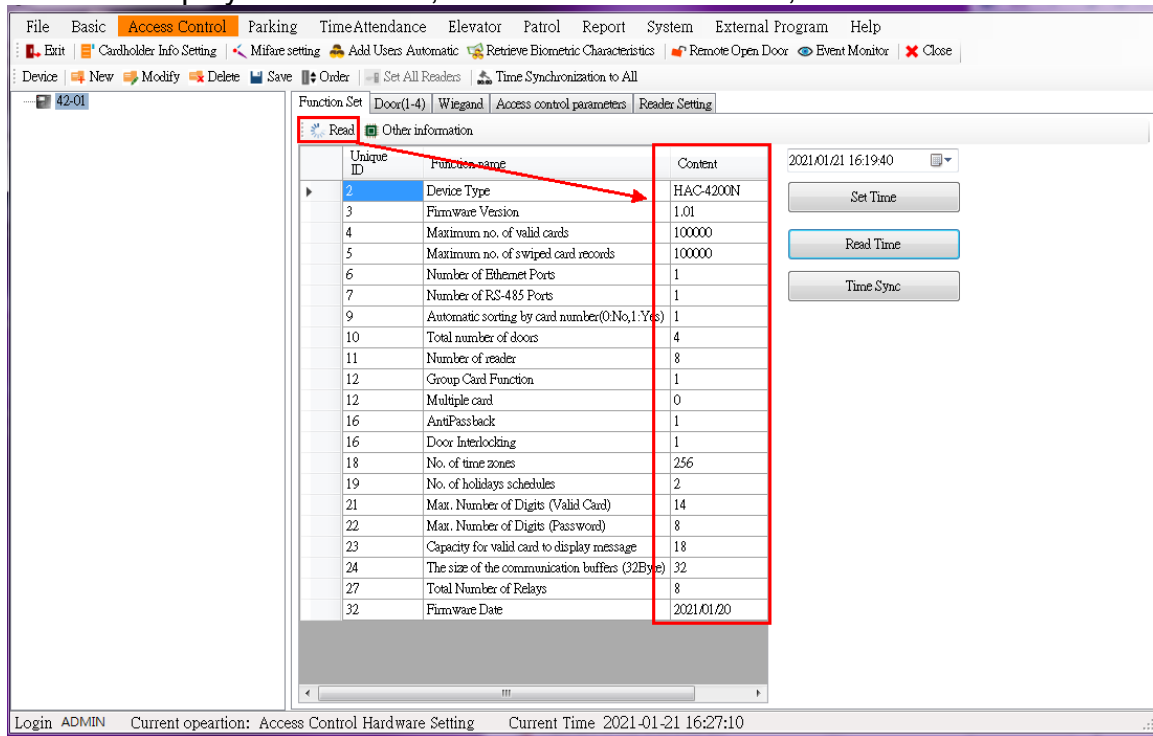 File Basic Access Control Parking TimeAttendance Elevator Patrol Report System External Program Help
Exit Cardholder Info Setting Mifare setting Add Users Automatic Retrieve Biometric Characteristics Remote Open Door Event Monitor Close
Device New Modify Delete Save Order Set All Readers Time Synchronization to All
42-01
Function Set Door(1-4) Wiegand Access control parameters Reader Setting
Read Other information
Unique ID Function name Content
2 Device Type HAC-4200N
3 Firmware Version 1.01
4 Maximum no. of valid cards 100000
5 Maximum no. of swiped card records 100000
6 Number of Ethernet Ports 1
7 Number of RS-485 Ports 1
9 Automatic sorting by card number(0:No,1:Yes) 1
10 Total number of doors 4
11 Number of reader 8
12 Group Card Function 1
12 Multiple card 0
16 AntiPassback 1
16 Door Interlocking 1
18 No. of time zones 256
19 No. of holidays schedules 2
21 Max. Number of Digits (Valid Card) 14
22 Max. Number of Digits (Password) 8
23 Capacity for valid card to display message 18
24 The size of the communication buffers (32Byte) 32
27 Total Number of Relays 8
32 Firmware Date 2021/01/20
2021/01/21 16:19:40
Set Time
Read Time
Time Sync
Login ADMIN Current opeartion: Access Control Hardware Setting Current Time 2021-01-21 16:27:10